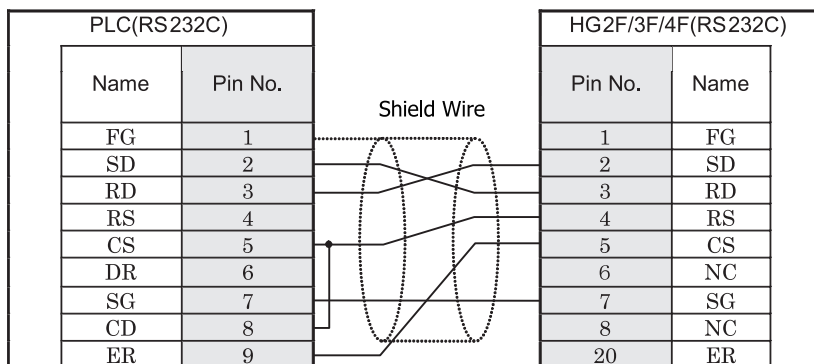 PLC(RS232C) HG2F/3F/4F(RS232C)
Name Pin No. Pin No. Name
Shield Wire
FG 1 1 FG
SD 2 2 SD
RD 3 3 RD
RS 4 4 RS
CS 5 5 CS
DR 6 6 NC
SG 7 7 SG
CD 8 8 NC
ER 9 20 ER